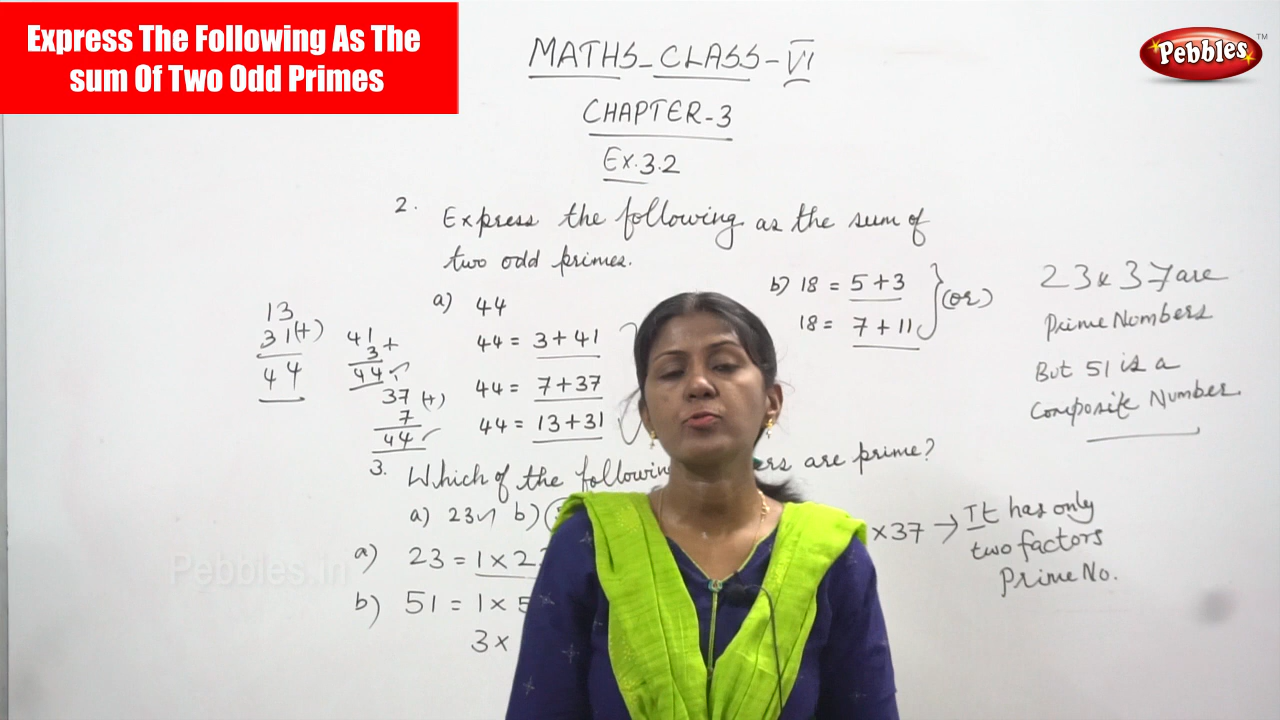 Express The Following As The
sum Of Two Odd Primes
Pebbles TM
MATHS-CLASS-VI
CHAPTER-3
Ex.3.2
2. Express the following as the sum of
two odd primes.
a) 44
44 = 3+41
44 = 7+37
44 = 13+31
13
31(+)
44
41
3+
44
37 (+)
7
44
b) 18 = 5+3
18 = 7+11
(or)
23 & 37 are
Prime Numbers
But 51 is a
Composite Number
3. Which of the following are prime?
a) 23 b)
a) 23 = 1×2
×37 → It has only
two factors
Prime No.
b) 51 = 1×5
3×
Pebbles.in